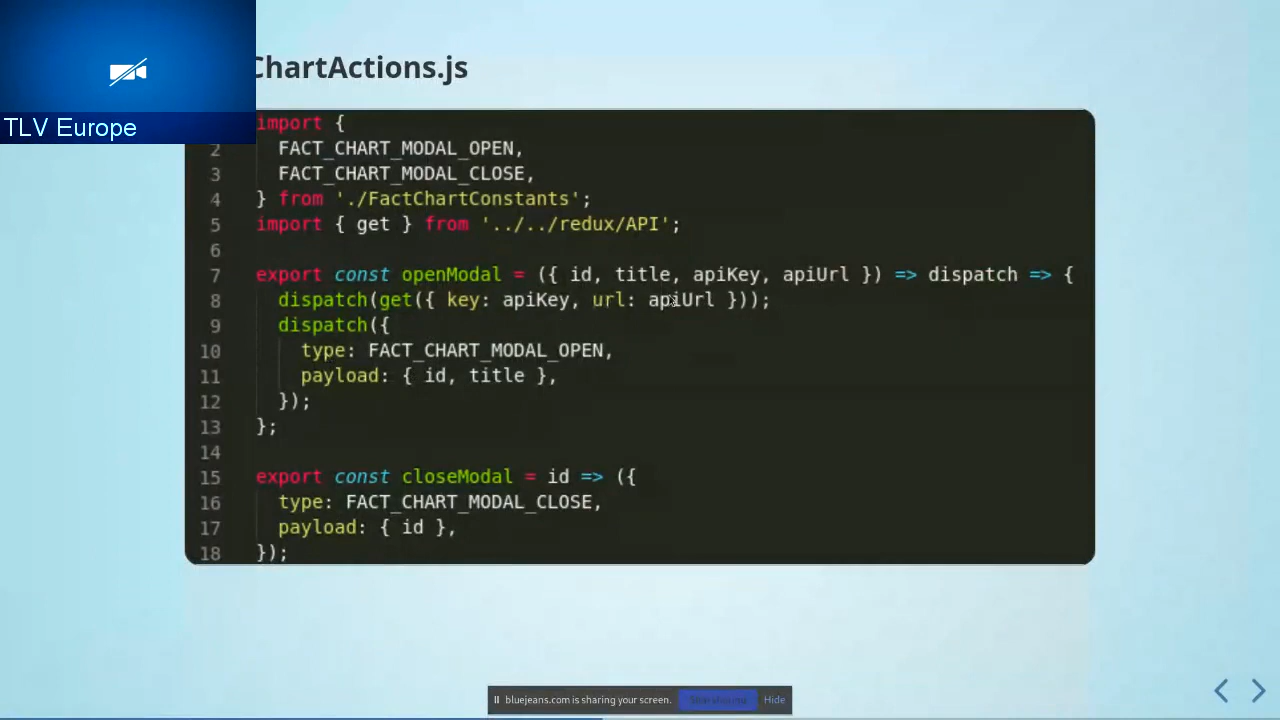 ChartActions.js
TLV Europe
import {
2 FACT_CHART_MODAL_OPEN,
3 FACT_CHART_MODAL_CLOSE,
4 } from './FactChartConstants';
5 import { get } from '../../redux/API';
6
7 export const openModal = ({ id, title, apiKey, apiUrl }) => dispatch => {
8 dispatch(get({ key: apiKey, url: apiUrl }));
9 dispatch({
10 type: FACT_CHART_MODAL_OPEN,
11 payload: { id, title },
12 });
13 };
14
15 export const closeModal = id => ({
16 type: FACT_CHART_MODAL_CLOSE,
17 payload: { id },
18 });
bluejeans.com is sharing your screen. Stop sharing Hide